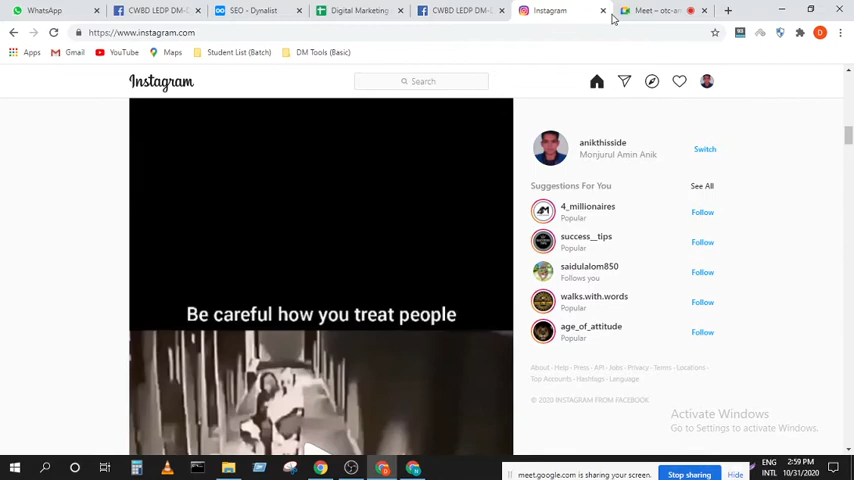 WhatsApp
CWBD LEDP DM-
SEO - Dynalist
Digital Marketing
CWBD LEDP DM-
Instagram
Meet – otc-am
https://www.instagram.com
Apps
Gmail
YouTube
Maps
Student List (Batch)
DM Tools (Basic)
Instagram
Search
Be careful how you treat people
anikthisside
Monjurul Amin Anik
Switch
Suggestions For You
See All
4_millionaires
Popular
Follow
success__tips
Popular
Follow
saidulalom850
Follows you
Follow
walks.with.words
Popular
Follow
age_of_attitude
Popular
Follow
About · Help · Press · API · Jobs · Privacy · Terms · Locations ·
Top Accounts · Hashtags · Language
© 2020 INSTAGRAM FROM FACEBOOK
Activate Windows
Go to Settings to activate Windows.
meet.google.com is sharing your screen.
Stop sharing
Hide
ENG
INTL
2:59 PM
10/31/2020